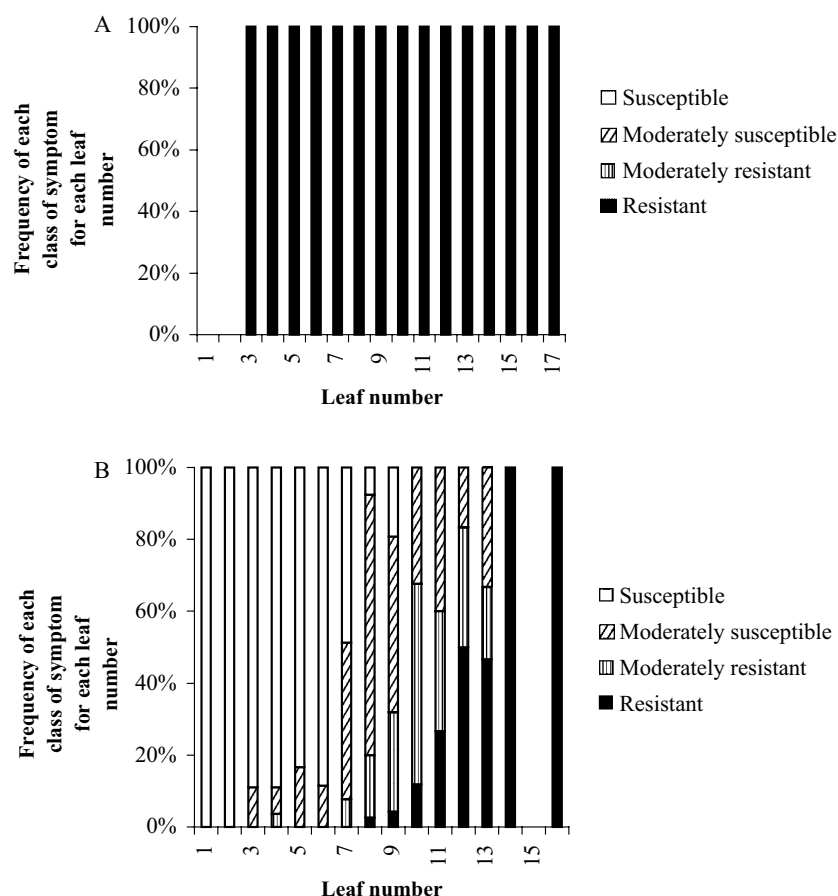 A
100%
80%
60%
40%
20%
0%
Frequency of each
class of symptom
for each leaf
number
1
3
5
7
9
11
13
15
17
Leaf number
Susceptible
Moderately susceptible
Moderately resistant
Resistant
B
100%
80%
60%
40%
20%
0%
Frequency of each
class of symptom
for each leaf
number
1
3
5
7
9
11
13
15
Leaf number
Susceptible
Moderately susceptible
Moderately resistant
Resistant